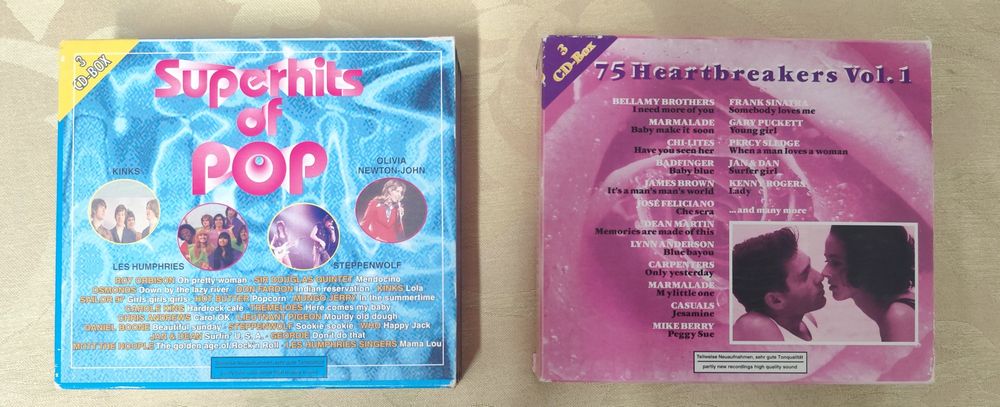 3
CD-BOX
Superhits
of
POP
KINKS
OLIVIA
NEWTON-JOHN
LES HUMPHRIES
STEPPENWOLF
ROY ORBISON Oh pretty woman · SIR DOUGLAS QUINTET Mendocino
OSMONDS Down by the lazy river · DON FARDON Indian reservation · KINKS Lola
SAILOR 97 Girls girls girls · HOT BUTTER Popcorn · MUNGO JERRY In the summertime
CAROLE KING Hardrock cafe · TREMELOES Here comes my baby
CHRIS ANDREWS Carol OK · LIEUTENANT PIGEON Mouldy old dough
DANIEL BOONE Beautiful sunday · STEPPENWOLF Sookie sookie · WHO Happy Jack
JAN & DEAN Surfin' U.S.A. · GEORDIE Don't do that
MOTT THE HOOPLE The golden age of Rock'n Roll · LES HUMPHRIES SINGERS Mama Lou
3
CD-Box
75 Heartbreakers Vol. 1
BELLAMY BROTHERS
I need more of you
MARMALADE
Baby make it soon
CHI-LITES
Have you seen her
BADFINGER
Baby blue
JAMES BROWN
It's a man's man's world
JOSÉ FELICIANO
Che sera
DEAN MARTIN
Memories are made of this
LYNN ANDERSON
Blue bayou
CARPENTERS
Only yesterday
MARMALADE
My little one
CASUALS
Jesamine
MIKE BERRY
Peggy Sue
FRANK SINATRA
Somebody loves me
GARY PUCKETT
Young girl
PERCY SLEDGE
When a man loves a woman
JAN & DAN
Surfer girl
KENNY ROGERS
Lady
...and many more
Teilweise Neuaufnahmen, sehr gute Tonqualität
partly new recordings high quality sound